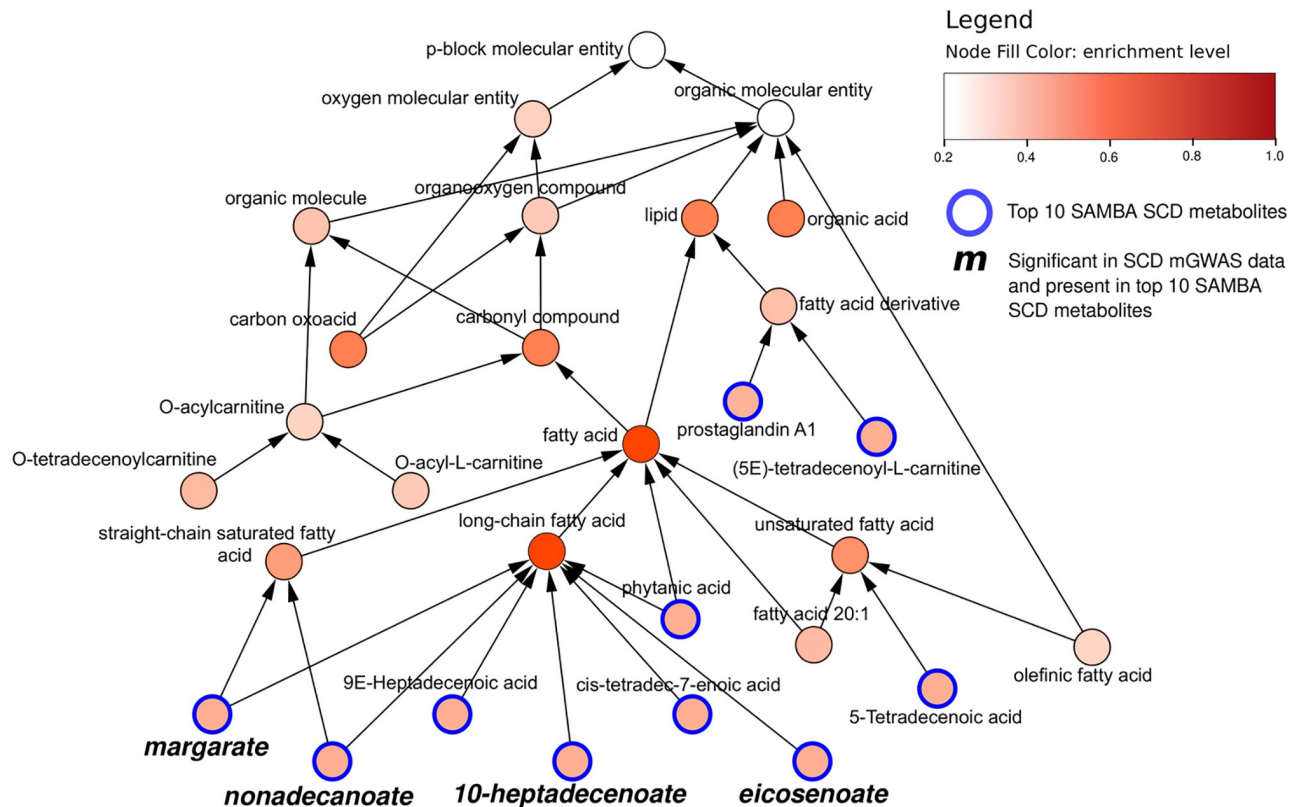 Legend
Node Fill Color: enrichment level
0.2 0.4 0.6 0.8 1.0
Top 10 SAMBA SCD metabolites
m Significant in SCD mGWAS data
and present in top 10 SAMBA
SCD metabolites
p-block molecular entity
oxygen molecular entity
organic molecular entity
organic molecule
organooxygen compound
lipid
organic acid
carbon oxoacid
carbonyl compound
fatty acid derivative
O-acylcarnitine
fatty acid
prostaglandin A1
O-tetradecenoylcarnitine
O-acyl-L-carnitine
(5E)-tetradecenoyl-L-carnitine
straight-chain saturated fatty
acid
long-chain fatty acid
unsaturated fatty acid
phytanic acid
fatty acid 20:1
olefinic fatty acid
9E-Heptadecenoic acid
cis-tetradec-7-enoic acid
5-Tetradecenoic acid
margarate
nonadecanoate
10-heptadecenoate
eicosenoate